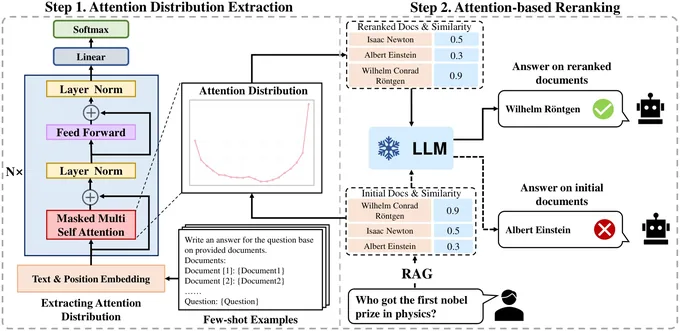 Step 1. Attention Distribution Extraction
Softmax
Linear
Layer Norm
Feed Forward
Layer Norm
N×
Masked Multi
Self Attention
Text & Position Embedding
Extracting Attention
Distribution
Attention Distribution
Write an answer for the question base
on provided documents.
Documents:
Document [1]: {Document1}
Document [2]: {Document2}
……
Question: {Question}
Few-shot Examples
Step 2. Attention-based Reranking
Reranked Docs & Similarity
Isaac Newton 0.5
Albert Einstein 0.3
Wilhelm Conrad
Röntgen 0.9
LLM
Initial Docs & Similarity
Wilhelm Conrad
Röntgen 0.9
Isaac Newton 0.5
Albert Einstein 0.3
RAG
Who got the first nobel
prize in physics?
Answer on reranked
documents
Wilhelm Röntgen
Answer on initial
documents
Albert Einstein